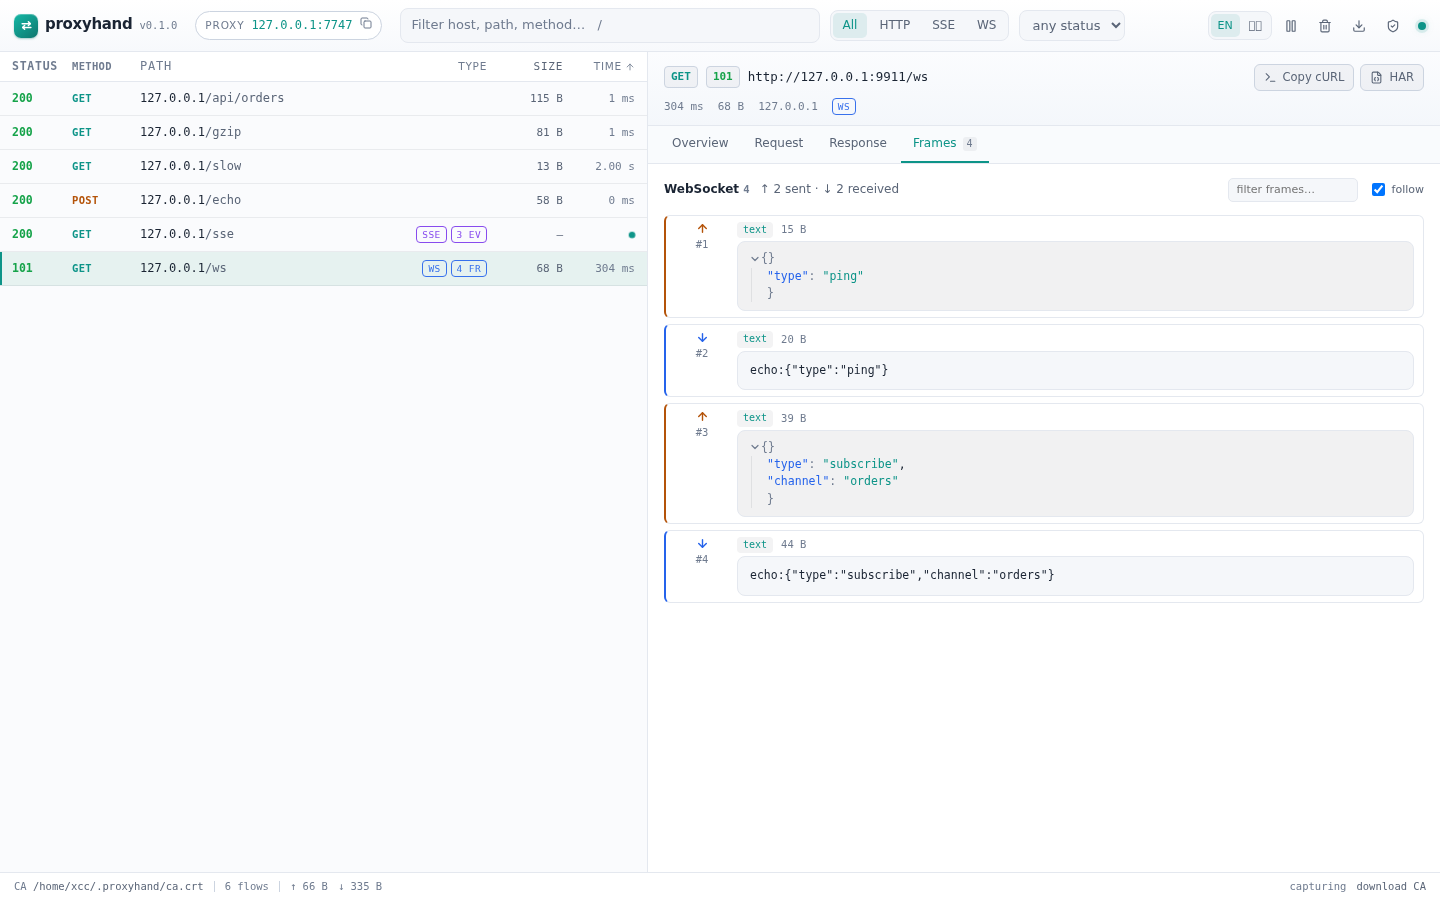 proxyhand v0.1.0 PROXY 127.0.0.1:7747 Filter host, path, method… / All HTTP SSE WS any status EN
STATUS METHOD PATH TYPE SIZE TIME ↑
200 GET 127.0.0.1/api/orders 115 B 1 ms
200 GET 127.0.0.1/gzip 81 B 1 ms
200 GET 127.0.0.1/slow 13 B 2.00 s
200 POST 127.0.0.1/echo 58 B 0 ms
200 GET 127.0.0.1/sse SSE 3 EV —
101 GET 127.0.0.1/ws WS 4 FR 68 B 304 ms
GET 101 http://127.0.0.1:9911/ws Copy cURL HAR
304 ms 68 B 127.0.0.1 WS
Overview Request Response Frames 4
WebSocket 4 ↑ 2 sent · ↓ 2 received filter frames… follow
↑ text 15 B
#1
{}
"type": "ping"
}
↓ text 20 B
#2
echo:{"type":"ping"}
↑ text 39 B
#3
{}
"type": "subscribe",
"channel": "orders"
}
↓ text 44 B
#4
echo:{"type":"subscribe","channel":"orders"}
CA /home/xcc/.proxyhand/ca.crt 6 flows ↑ 66 B ↓ 335 B capturing download CA